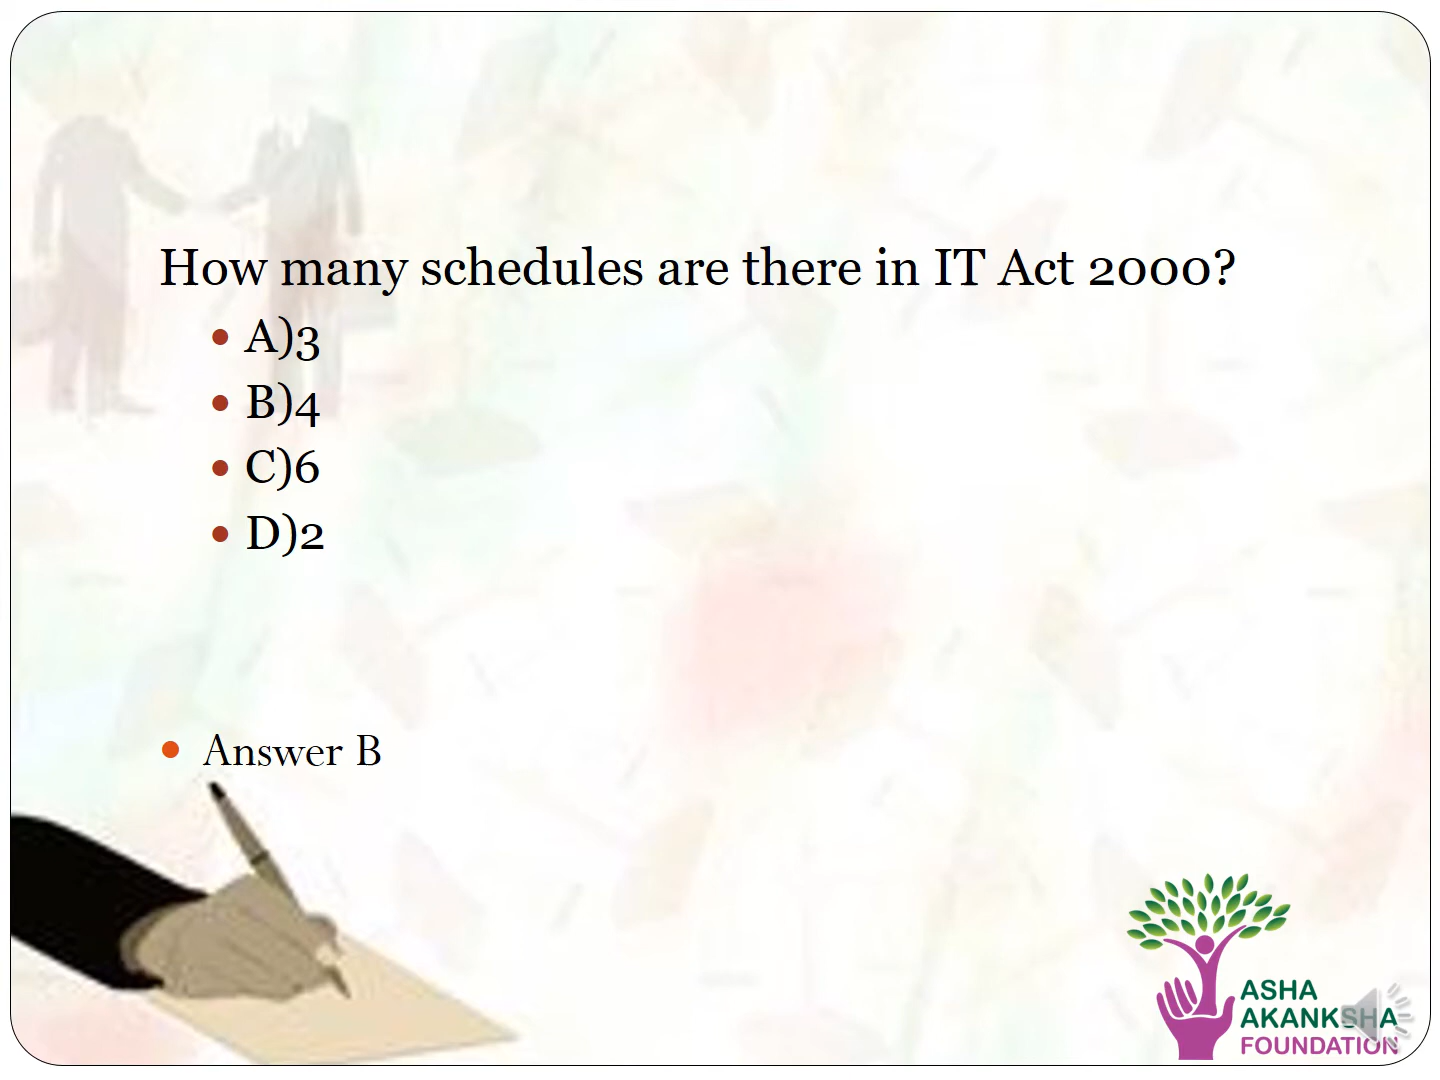 How many schedules are there in IT Act 2000?
A)3
B)4
C)6
D)2
Answer B
ASHA
AKANKSHA
FOUNDATION